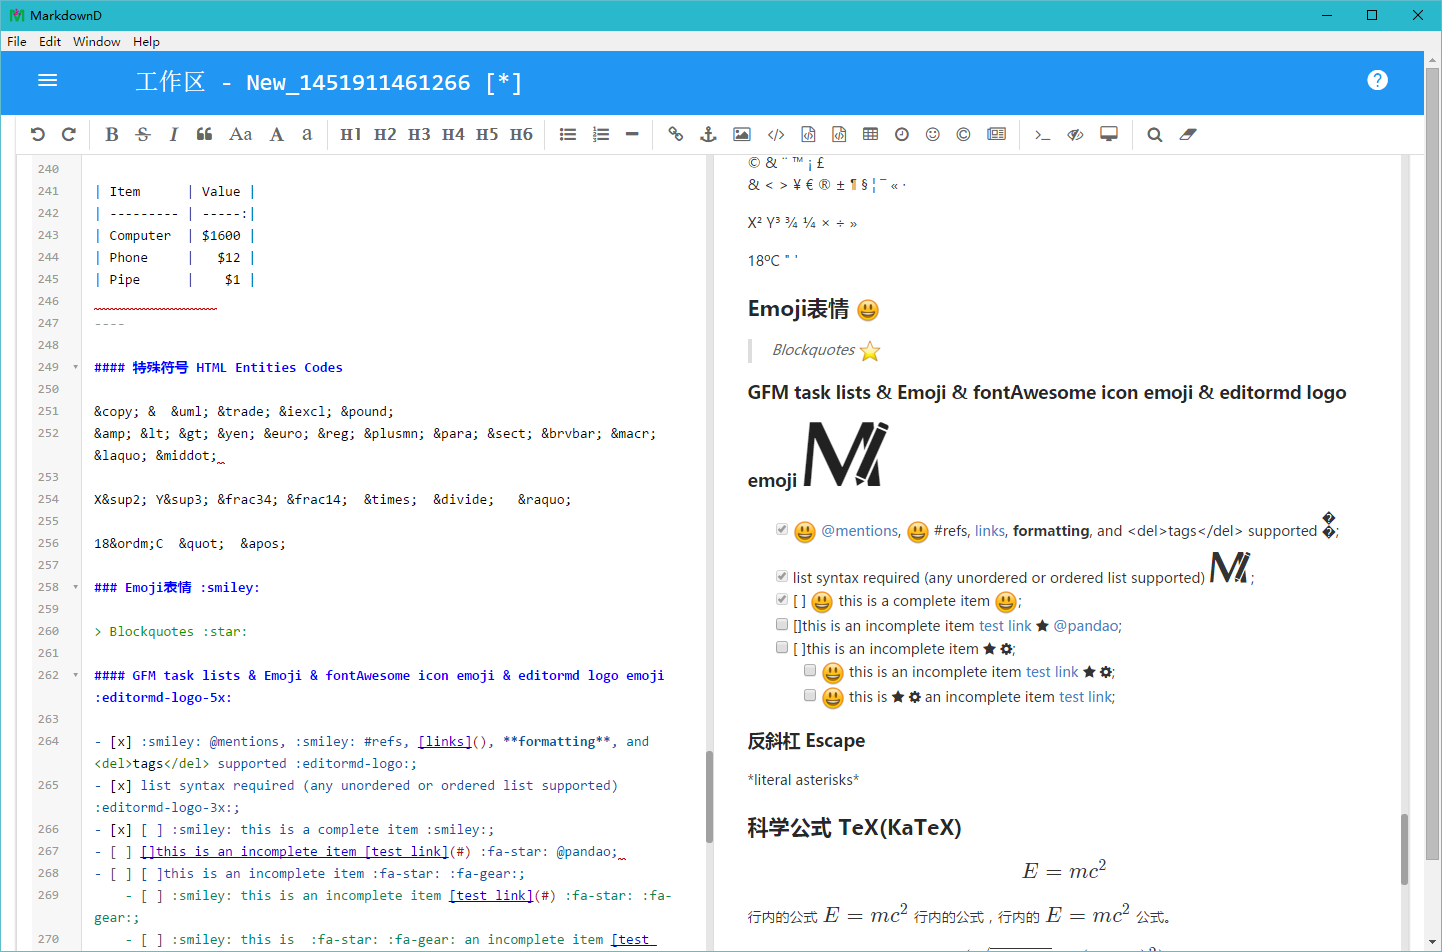 MarkdownD
File Edit Window Help
工作区 - New_1451911461266 [*]
B S I Aa A a H1 H2 H3 H4 H5 H6
240
241 | Item      | Value |
242 | --------- | -----:|
243 | Computer  | $1600 |
244 | Phone     |   $12 |
245 | Pipe      |    $1 |
246
247 ----
248
249 #### 特殊符号 HTML Entities Codes
250
251 &copy; &  &uml; &trade; &iexcl; &pound;
252 &amp; &lt; &gt; &yen; &euro; &reg; &plusmn; &para; &sect; &brvbar; &macr;
&laquo; &middot;
253
254 X&sup2; Y&sup3; &frac34; &frac14;  &times;  &divide;   &raquo;
255
256 18&ordm;C  &quot;  &apos;
257
258 ### Emoji表情 :smiley:
259
260 > Blockquotes :star:
261
262 #### GFM task lists & Emoji & fontAwesome icon emoji & editormd logo emoji
:editormd-logo-5x:
263
264 - [x] :smiley: @mentions, :smiley: #refs, [links](), **formatting**, and
<del>tags</del> supported :editormd-logo:;
265 - [x] list syntax required (any unordered or ordered list supported)
:editormd-logo-3x:;
266 - [x] [ ] :smiley: this is a complete item :smiley:;
267 - [ ] []this is an incomplete item [test link](#) :fa-star: @pandao;
268 - [ ] [ ]this is an incomplete item :fa-star: :fa-gear:;
269     - [ ] :smiley: this is an incomplete item [test link](#) :fa-star: :fa-
gear:;
270     - [ ] :smiley: this is  :fa-star: :fa-gear: an incomplete item [test
© & ¨ ™ ¡ £
& < > ¥ € ® ± ¶ § ¦ ¯ « ·
X² Y³ ¾ ¼ × ÷ »
18ºC " '
Emoji表情 😃
Blockquotes ⭐
GFM task lists & Emoji & fontAwesome icon emoji & editormd logo
emoji
😃 @mentions, 😃 #refs, links, formatting, and <del>tags</del> supported ��;
list syntax required (any unordered or ordered list supported) ;
[ ] 😃 this is a complete item 😃;
[]this is an incomplete item test link ★ @pandao;
[ ]this is an incomplete item ★ ⚙;
😃 this is an incomplete item test link ★ ⚙;
😃 this is ★ ⚙ an incomplete item test link;
反斜杠 Escape
*literal asterisks*
科学公式 TeX(KaTeX)
E = mc²
行内的公式 E = mc² 行内的公式，行内的 E = mc² 公式。